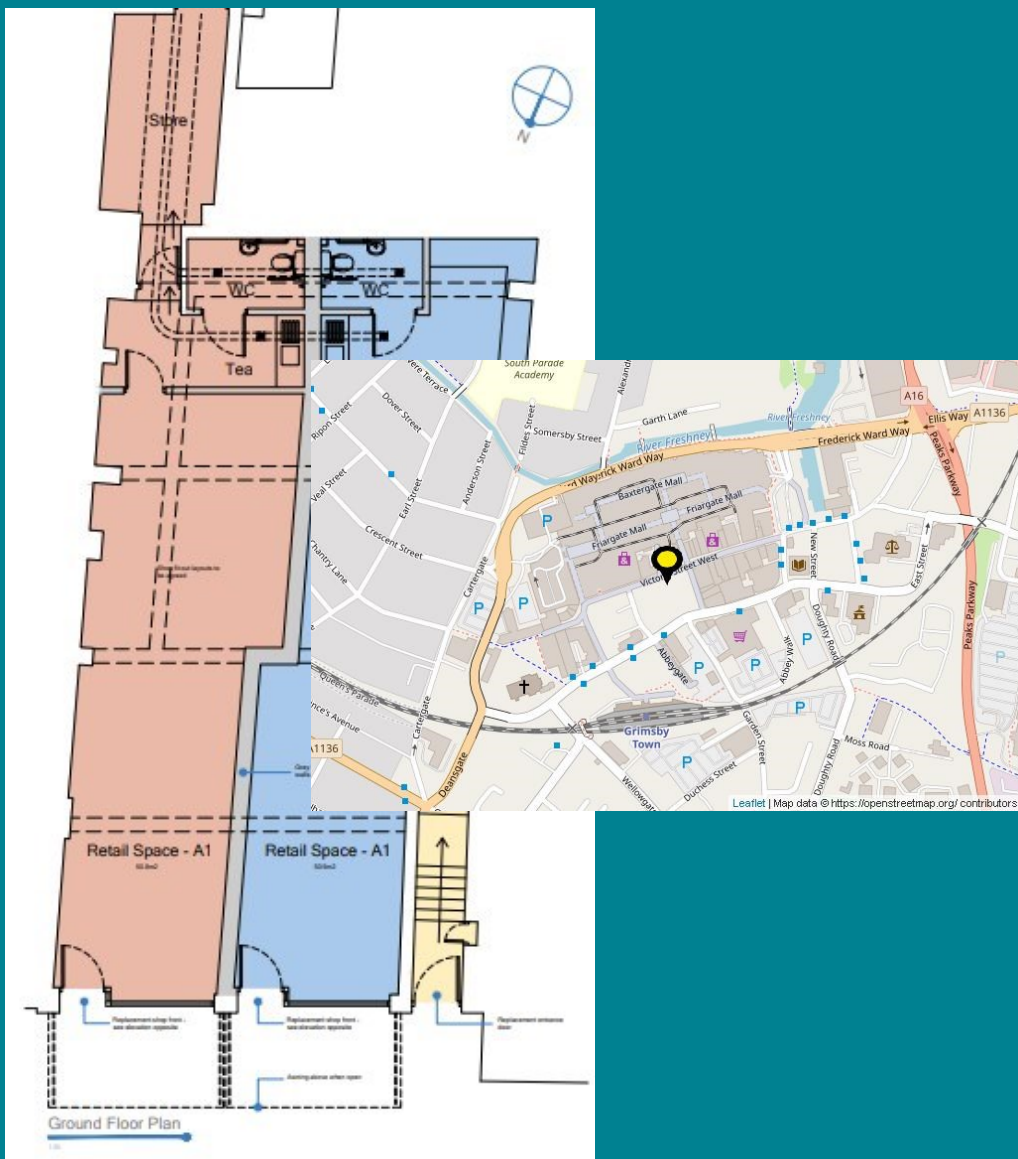 Store
N
WC
WC
Tea
Retail Space - A1
Retail Space - A1
Replacement shop front -
see elevation opposite
Replacement shop front -
see elevation opposite
Replacement entrance
door
Awning above when open
Ground Floor Plan
South Parade
Academy
Garth Lane
River Freshney
River Freshney
A16
Ellis Way
A1136
Frederick Ward Way
Peaks Parkway
Dover Street
Ripon Street
Fildes Street
Somersby Street
Anderson Street
Earl Street
Veal Street
Crescent Street
Chantry Lane
Cartergate
Baxtergate Mall
Friargate Mall
Friargate Mall
New Street
East Street
Doughty Road
Abbeygate
Abbey Walk
Peaks Parkway
Queen's Parade
Cartergate
A1136
Deansgate
Grimsby
Town
Garden Street
Moss Road
Doughty Road
Duchess Street
Wellowgate
P
P
P
P
P
P
P
P
Leaflet | Map data © https://openstreetmap.org/ contributors